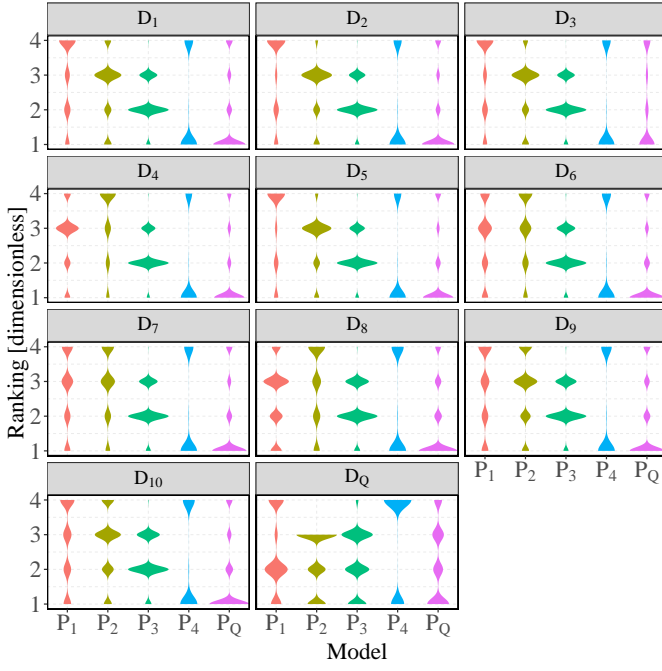 D1 D2 D3
4
3
2
1
D4 D5 D6
4
3
2
1
D7 D8 D9
4
3
2
1
P1 P2 P3 P4 PQ
D10 DQ
4
3
2
1
P1 P2 P3 P4 PQ P1 P2 P3 P4 PQ
Model
Ranking [dimensionless]